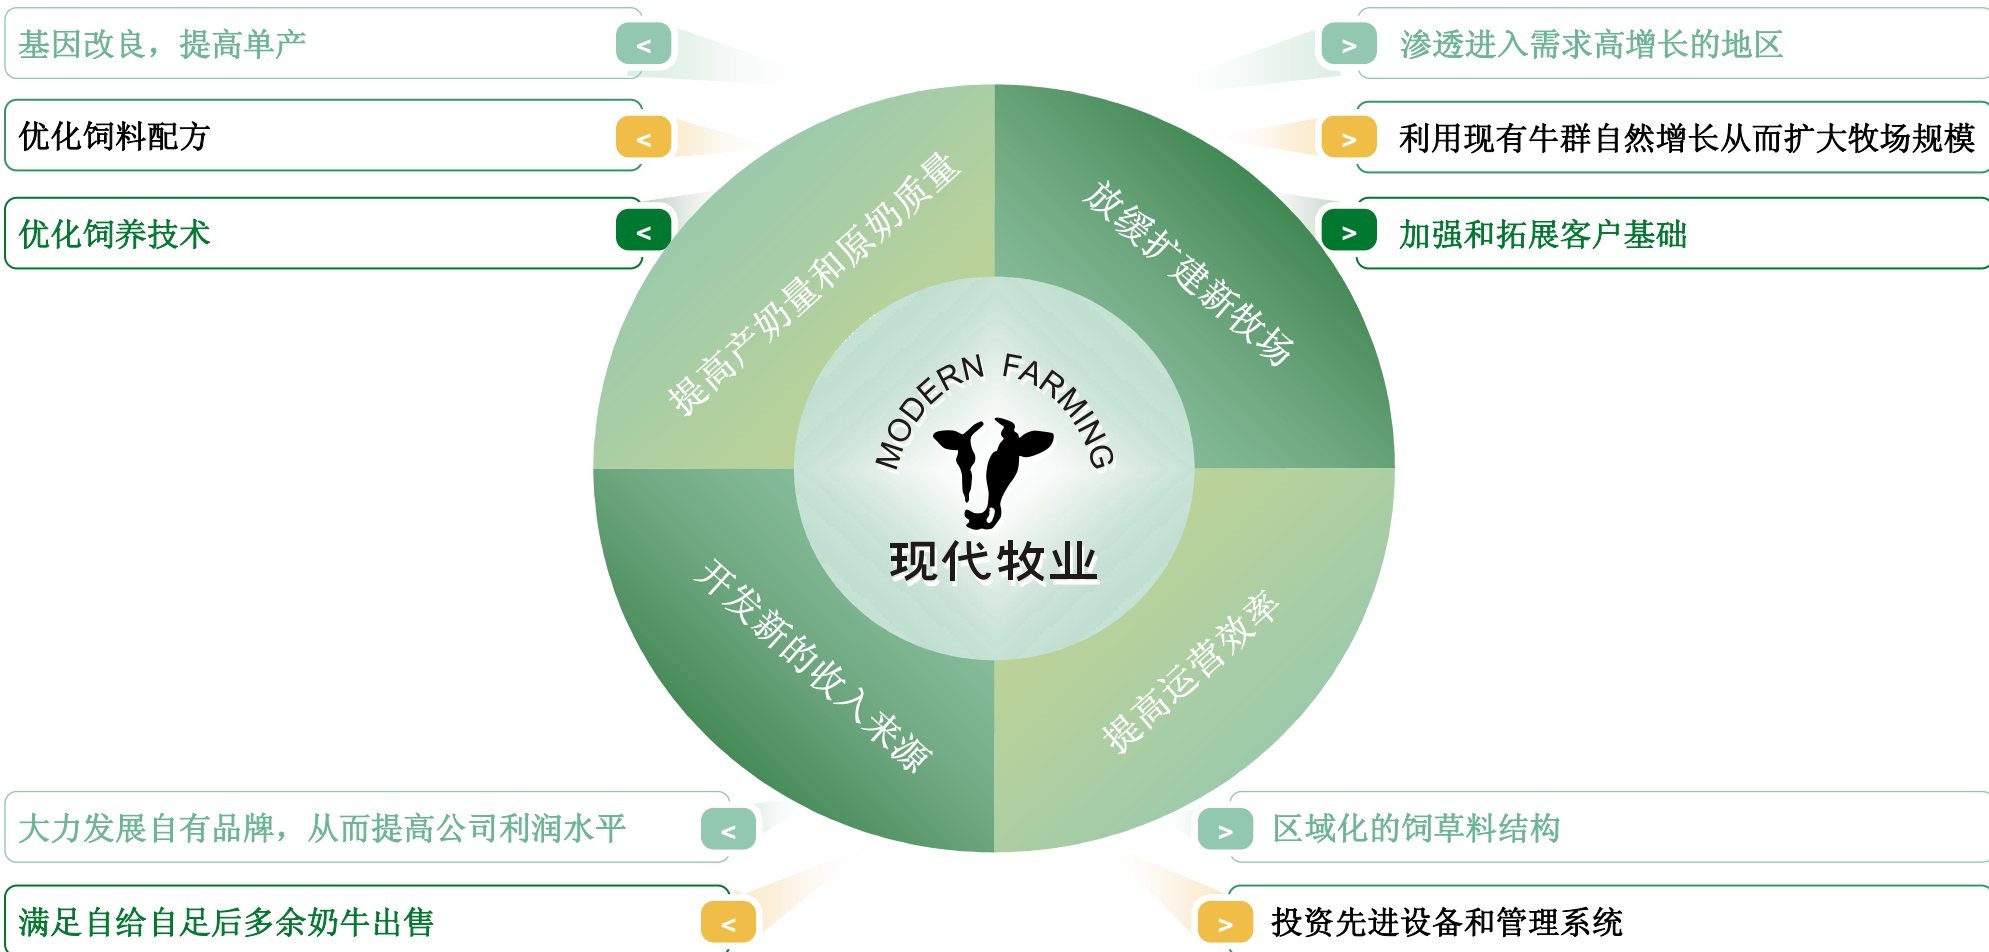 基因改良，提高单产
<
优化饲料配方
<
优化饲养技术
<
>
渗透进入需求高增长的地区
>
利用现有牛群自然增长从而扩大牧场规模
>
加强和拓展客户基础
提高产奶量和原奶质量
放缓扩建新牧场
MODERN FARMING
现代牧业
开发新的收入来源
提高运营效率
大力发展自有品牌，从而提高公司利润水平
<
满足自给自足后多余奶牛出售
<
>
区域化的饲草料结构
>
投资先进设备和管理系统